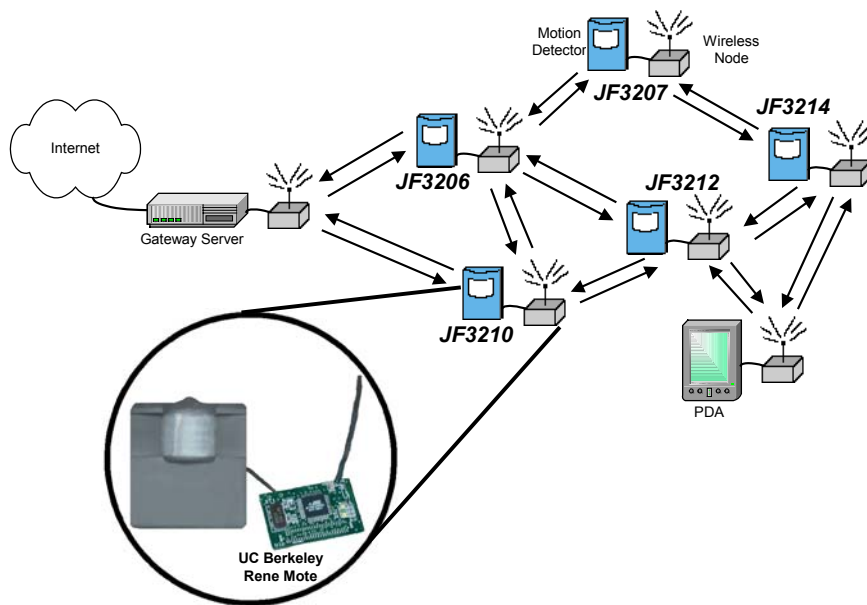 Motion
Detector
Wireless
Node
JF3207
JF3214
Internet
JF3206
JF3212
Gateway Server
JF3210
PDA
UC Berkeley
Rene Mote